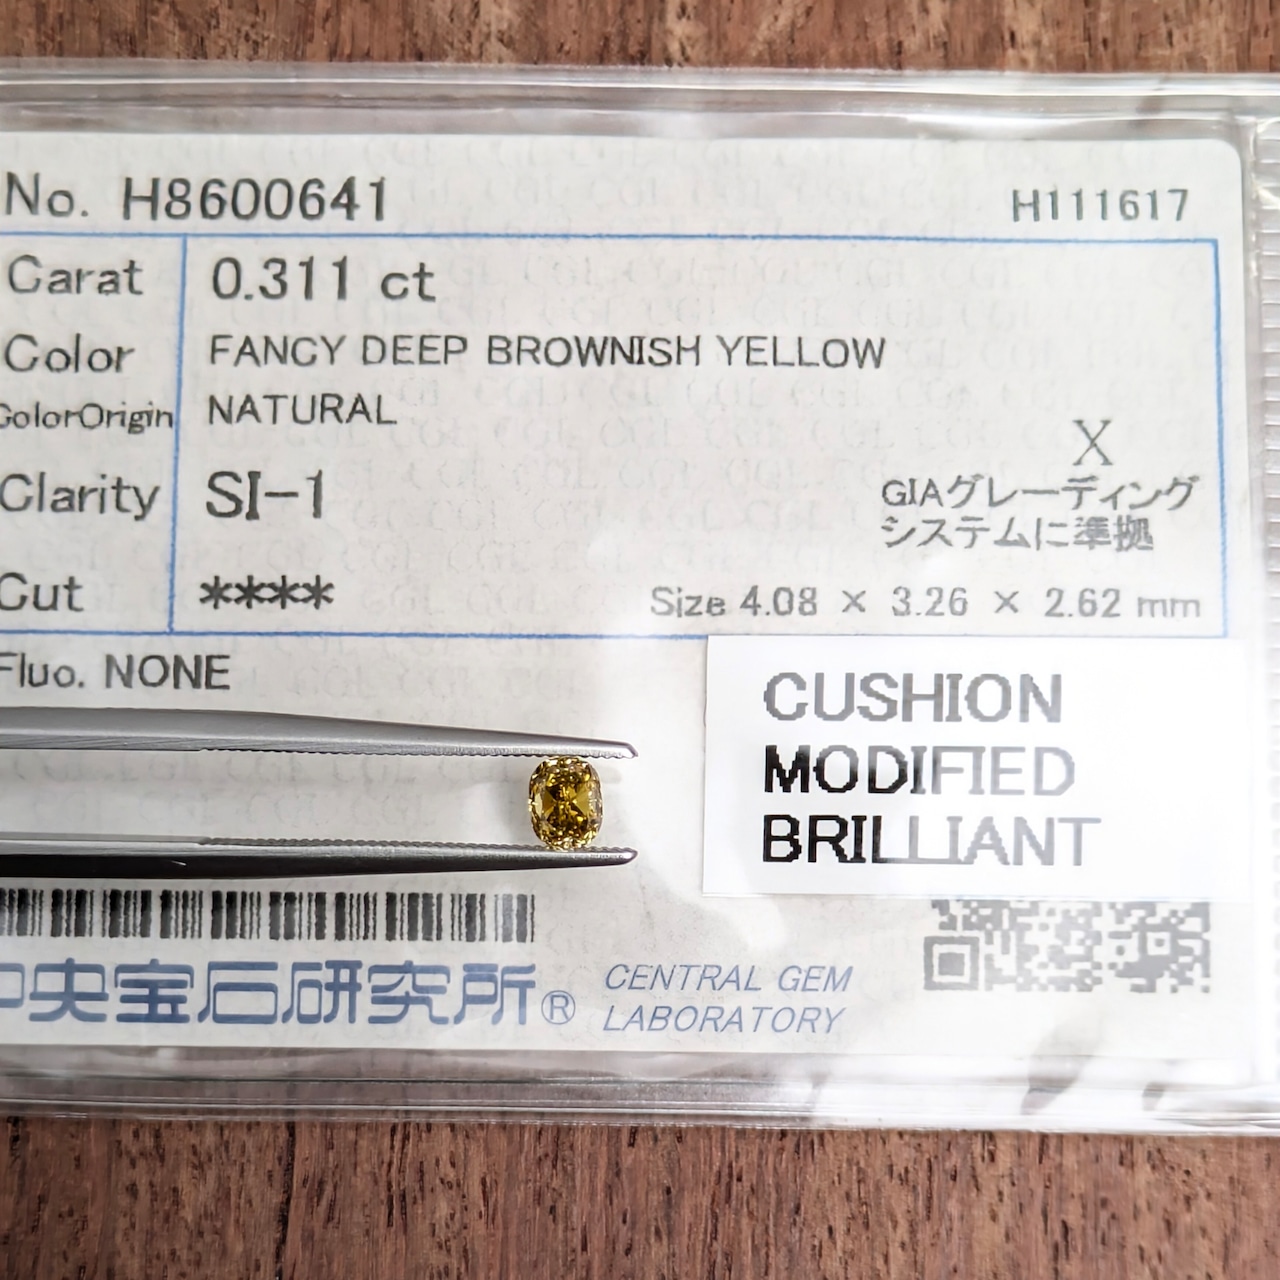 No. H8600641
H111617
Carat 0.311 ct
Color FANCY DEEP BROWNISH YELLOW
ColorOrigin NATURAL
Clarity SI-1
X
GIAグレーディング
システムに準拠
Cut ****
Size 4.08 × 3.26 × 2.62 mm
Fluo. NONE
CUSHION
MODIFIED
BRILLIANT
中央宝石研究所®
CENTRAL GEM
LABORATORY